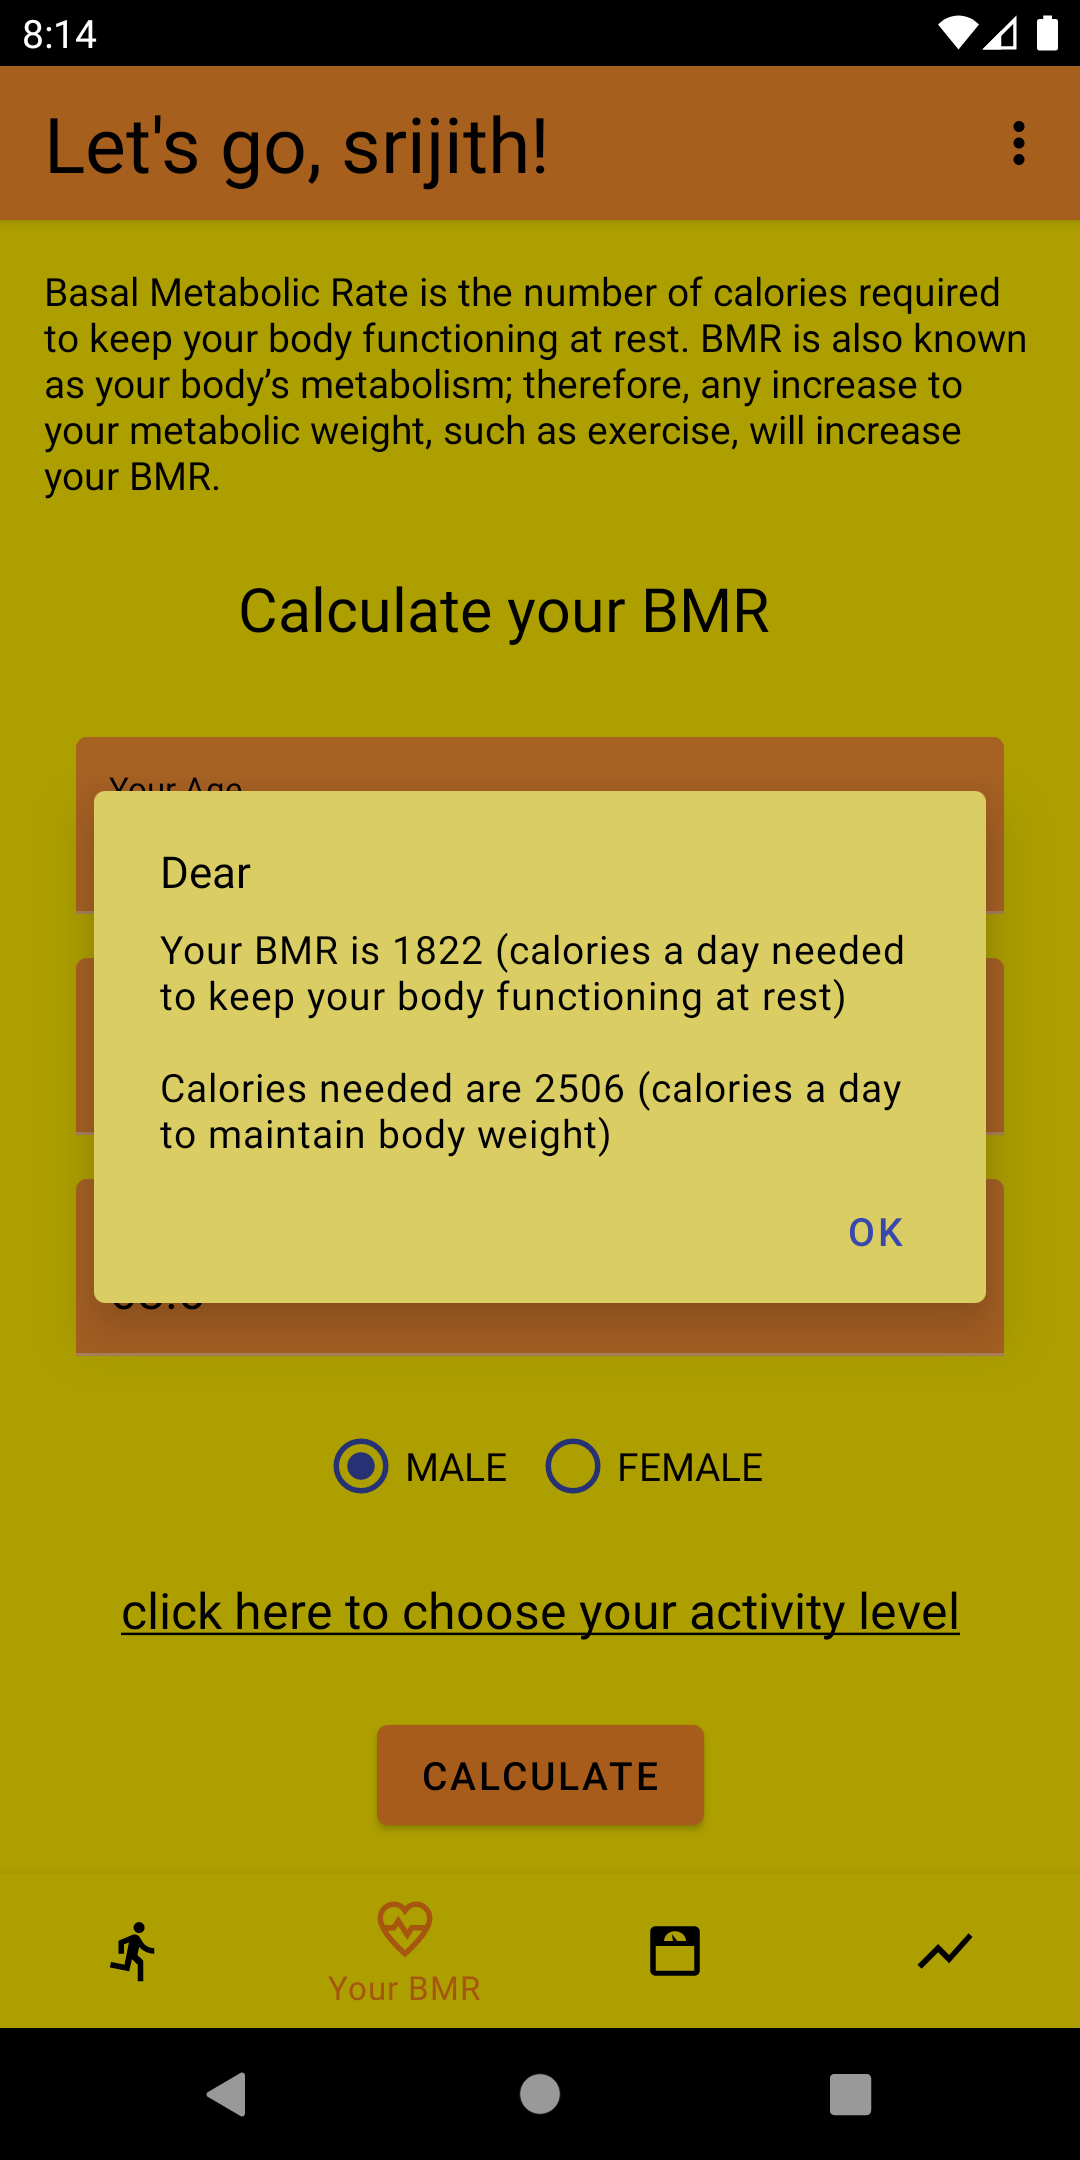 8:14
Let's go, srijith!
Basal Metabolic Rate is the number of calories required
to keep your body functioning at rest. BMR is also known
as your body’s metabolism; therefore, any increase to
your metabolic weight, such as exercise, will increase
your BMR.
Calculate your BMR
Your Age
Dear
Your BMR is 1822 (calories a day needed
to keep your body functioning at rest)
Calories needed are 2506 (calories a day
to maintain body weight)
OK
MALE FEMALE
click here to choose your activity level
CALCULATE
Your BMR